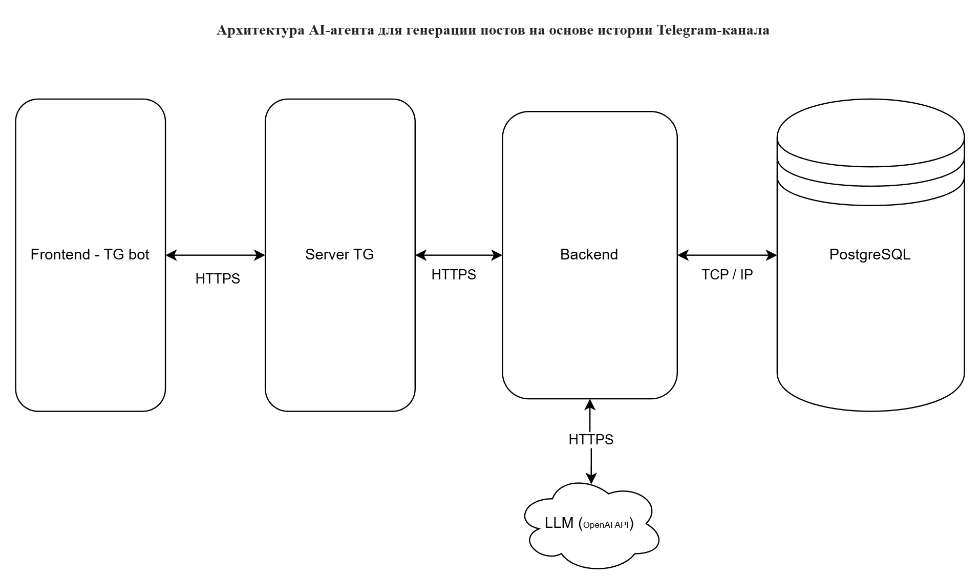 Архитектура AI-агента для генерации постов на основе истории Telegram-канала
Frontend - TG bot
HTTPS
Server TG
HTTPS
Backend
TCP / IP
PostgreSQL
HTTPS
LLM (OpenAI API)